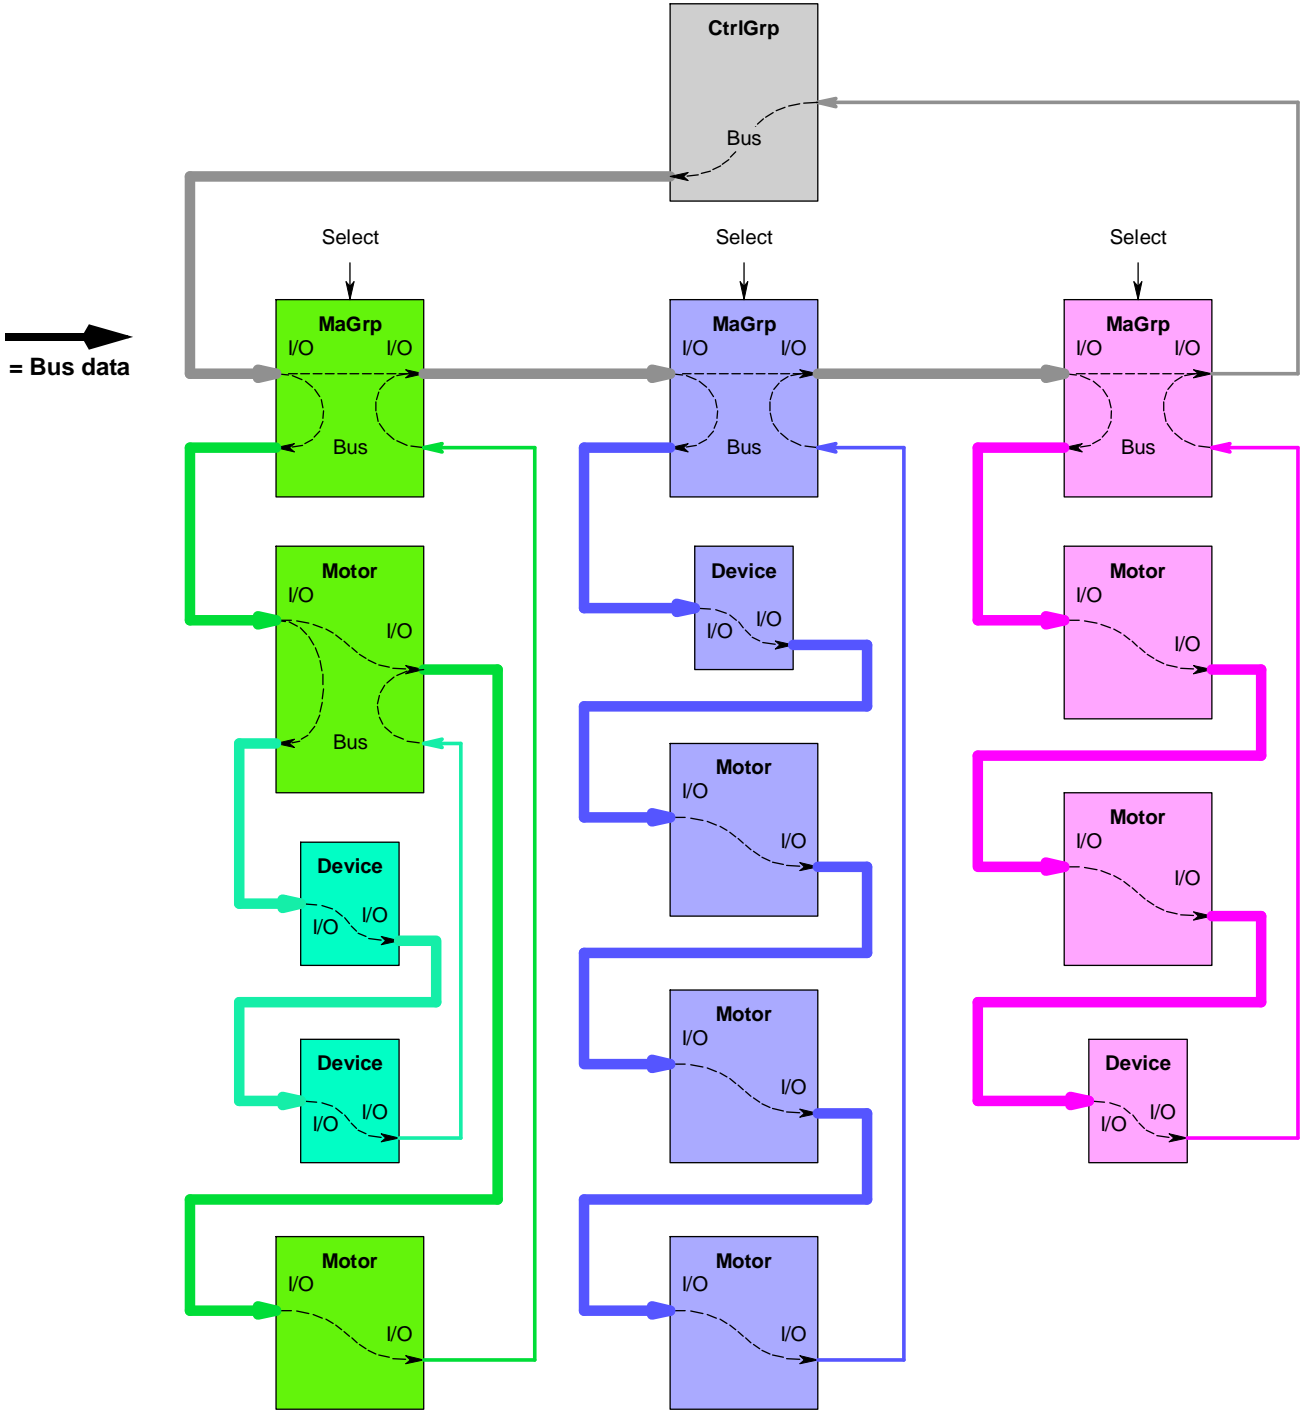 CtrlGrp
Bus
Select Select Select
MaGrp MaGrp MaGrp
I/O I/O I/O I/O I/O I/O
= Bus data
Bus Bus Bus
Motor Device Motor
I/O I/O
I/O I/O I/O I/O
Bus
Motor
I/O
I/O
Motor
I/O
I/O
Device
I/O I/O
Motor
I/O
I/O
Device
I/O I/O
Device
I/O I/O
Motor
I/O
I/O
Motor
I/O
I/O